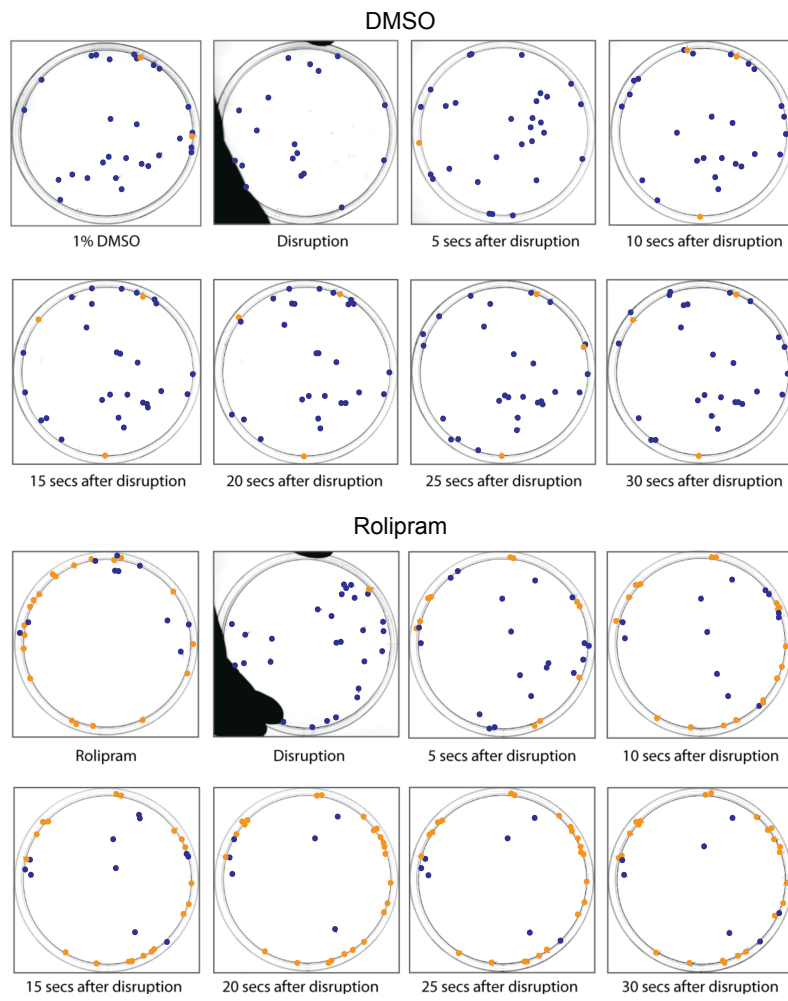 DMSO
1% DMSO
Disruption
5 secs after disruption
10 secs after disruption
15 secs after disruption
20 secs after disruption
25 secs after disruption
30 secs after disruption
Rolipram
Rolipram
Disruption
5 secs after disruption
10 secs after disruption
15 secs after disruption
20 secs after disruption
25 secs after disruption
30 secs after disruption